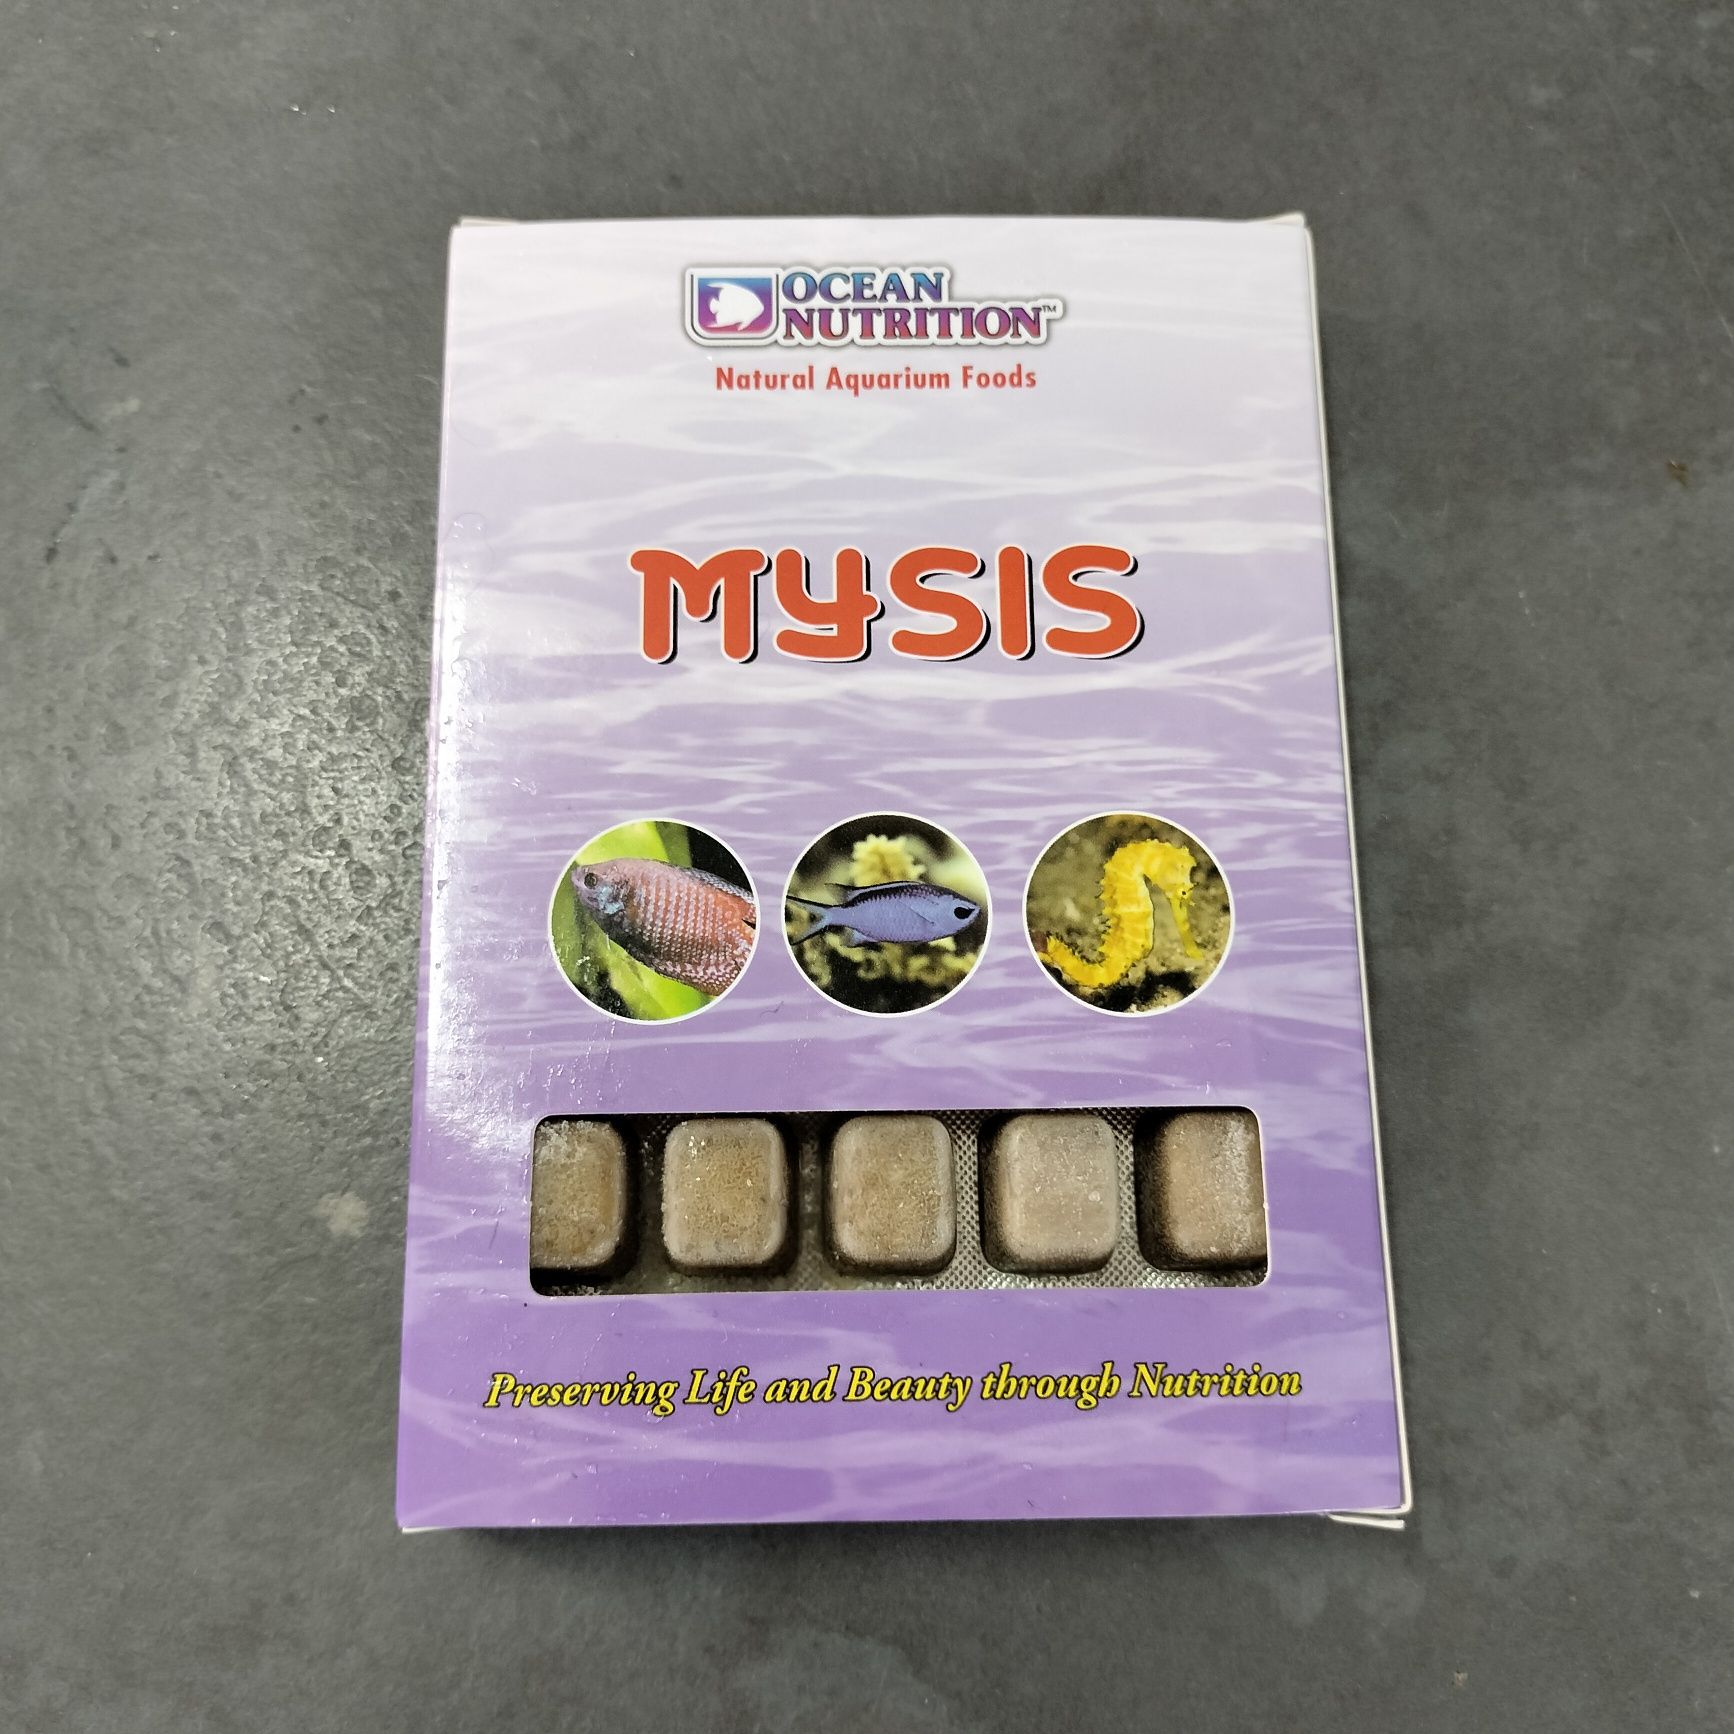 OCEAN
NUTRITION™
Natural Aquarium Foods
MYSIS
Preserving Life and Beauty through Nutrition